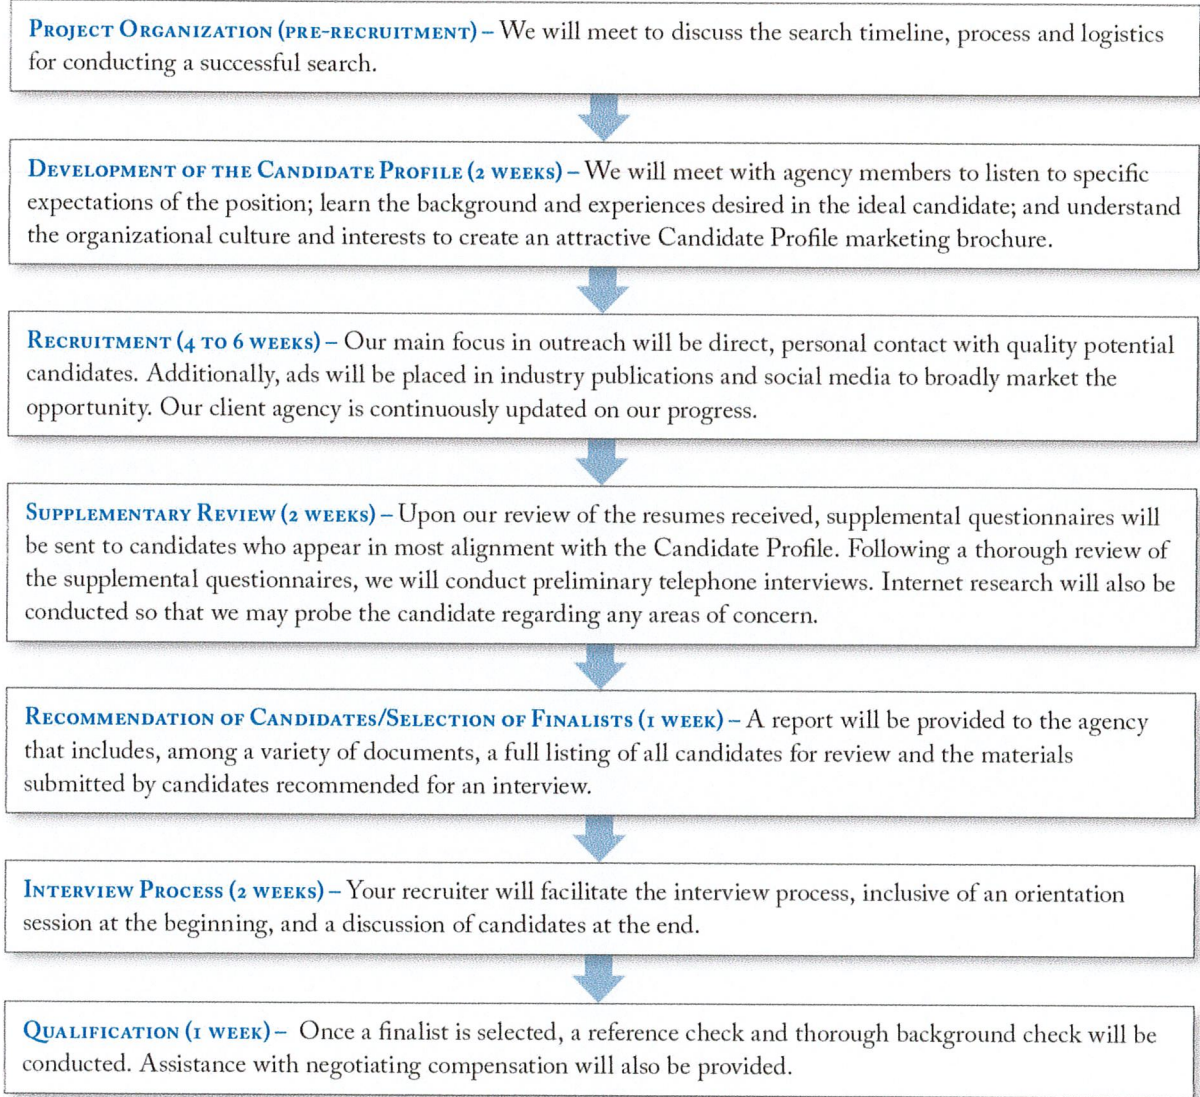 PROJECT ORGANIZATION (PRE-RECRUITMENT) – We will meet to discuss the search timeline, process and logistics
for conducting a successful search.
DEVELOPMENT OF THE CANDIDATE PROFILE (2 WEEKS) – We will meet with agency members to listen to specific
expectations of the position; learn the background and experiences desired in the ideal candidate; and understand
the organizational culture and interests to create an attractive Candidate Profile marketing brochure.
RECRUITMENT (4 TO 6 WEEKS) – Our main focus in outreach will be direct, personal contact with quality potential
candidates. Additionally, ads will be placed in industry publications and social media to broadly market the
opportunity. Our client agency is continuously updated on our progress.
SUPPLEMENTARY REVIEW (2 WEEKS) – Upon our review of the resumes received, supplemental questionnaires will
be sent to candidates who appear in most alignment with the Candidate Profile. Following a thorough review of
the supplemental questionnaires, we will conduct preliminary telephone interviews. Internet research will also be
conducted so that we may probe the candidate regarding any areas of concern.
RECOMMENDATION OF CANDIDATES/SELECTION OF FINALISTS (1 WEEK) – A report will be provided to the agency
that includes, among a variety of documents, a full listing of all candidates for review and the materials
submitted by candidates recommended for an interview.
INTERVIEW PROCESS (2 WEEKS) – Your recruiter will facilitate the interview process, inclusive of an orientation
session at the beginning, and a discussion of candidates at the end.
QUALIFICATION (1 WEEK) – Once a finalist is selected, a reference check and thorough background check will be
conducted. Assistance with negotiating compensation will also be provided.